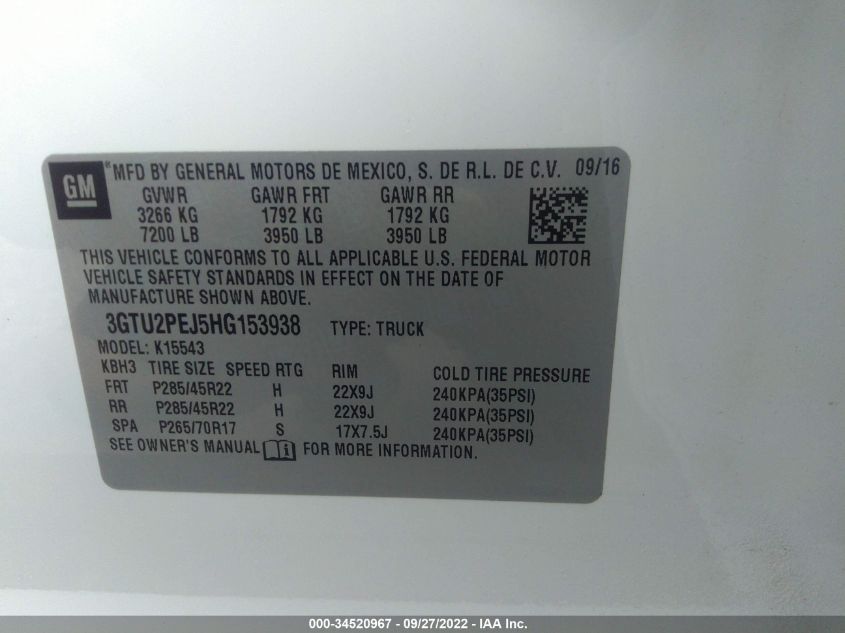 GM
*MFD BY GENERAL MOTORS DE MEXICO, S. DE R.L. DE C.V. 09/16
GVWR GAWR FRT GAWR RR
3266 KG 1792 KG 1792 KG
7200 LB 3950 LB 3950 LB
THIS VEHICLE CONFORMS TO ALL APPLICABLE U.S. FEDERAL MOTOR
VEHICLE SAFETY STANDARDS IN EFFECT ON THE DATE OF
MANUFACTURE SHOWN ABOVE.
3GTU2PEJ5HG153938 TYPE: TRUCK
MODEL: K15543
KBH3 TIRE SIZE SPEED RTG RIM COLD TIRE PRESSURE
FRT P285/45R22 H 22X9J 240KPA(35PSI)
RR P285/45R22 H 22X9J 240KPA(35PSI)
SPA P265/70R17 S 17X7.5J 240KPA(35PSI)
SEE OWNER'S MANUAL i FOR MORE INFORMATION.
000-34520967 - 09/27/2022 - IAA Inc.